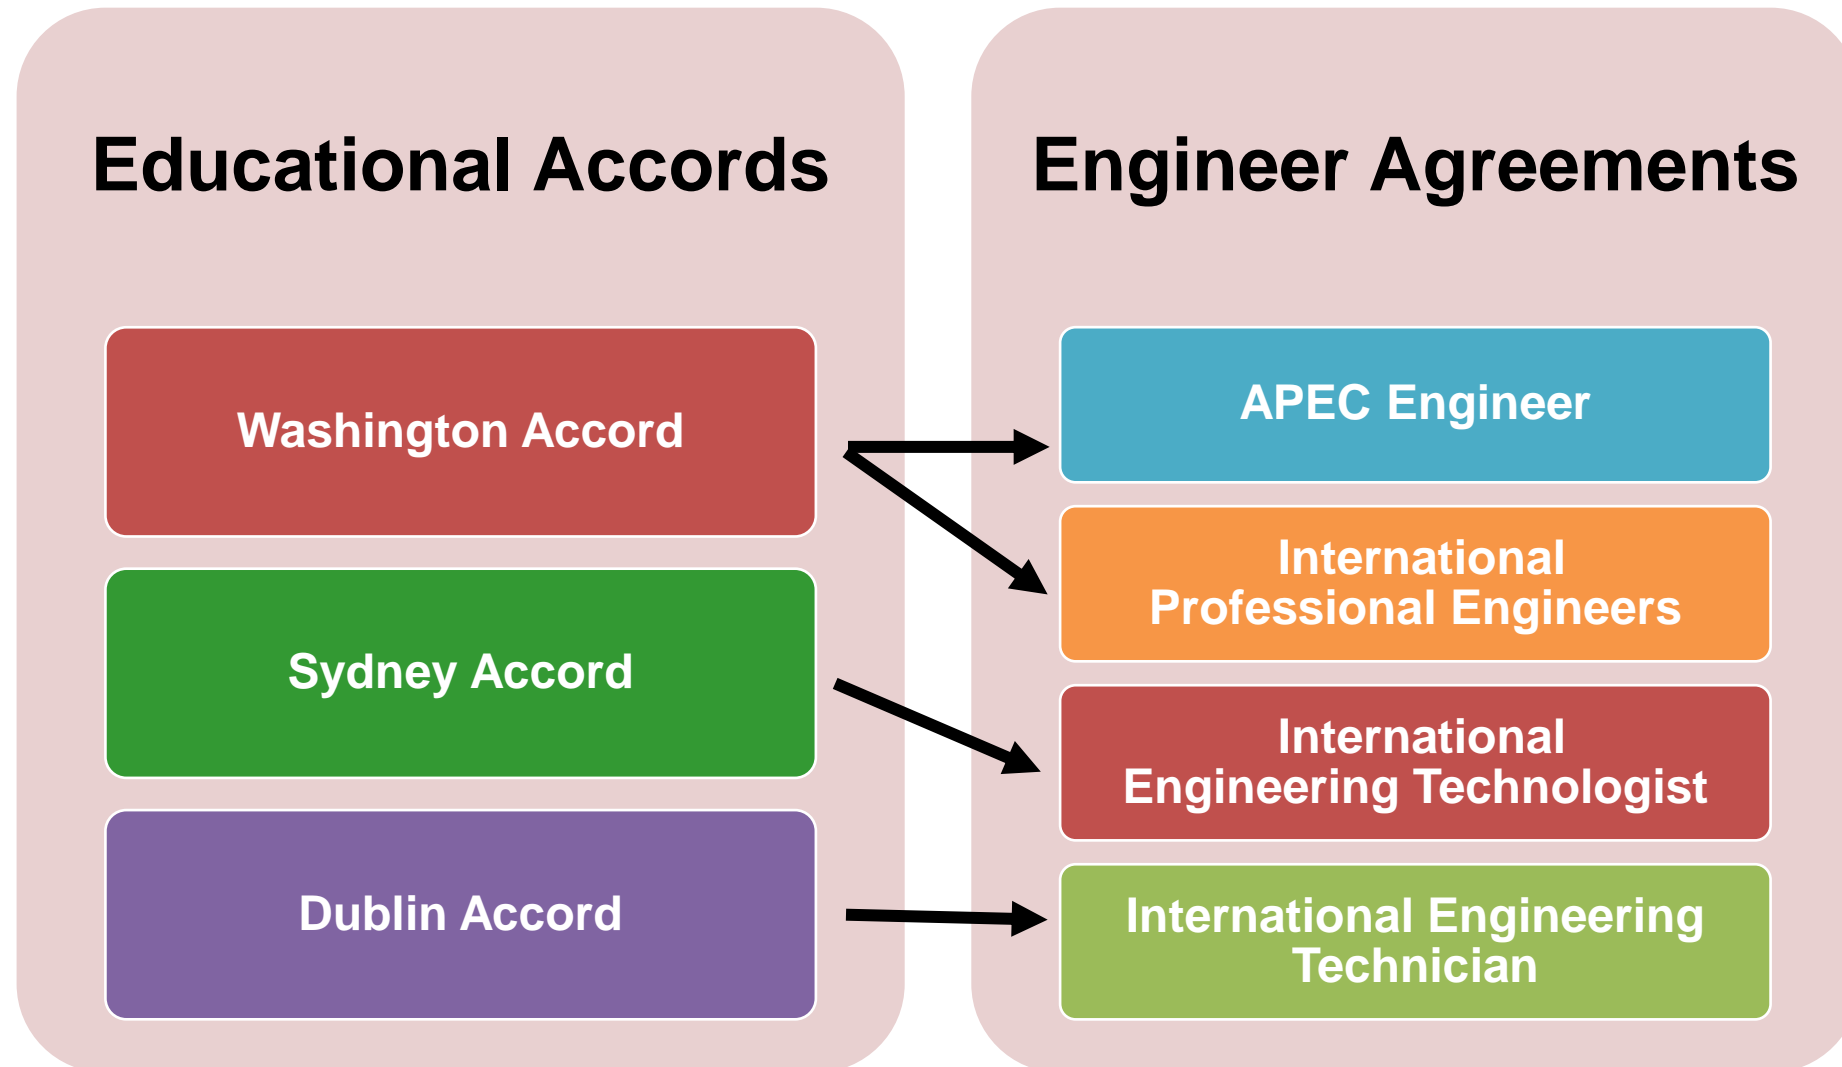 Educational Accords
Washington Accord
Sydney Accord
Dublin Accord
Engineer Agreements
APEC Engineer
International
Professional Engineers
International
Engineering Technologist
International Engineering
Technician